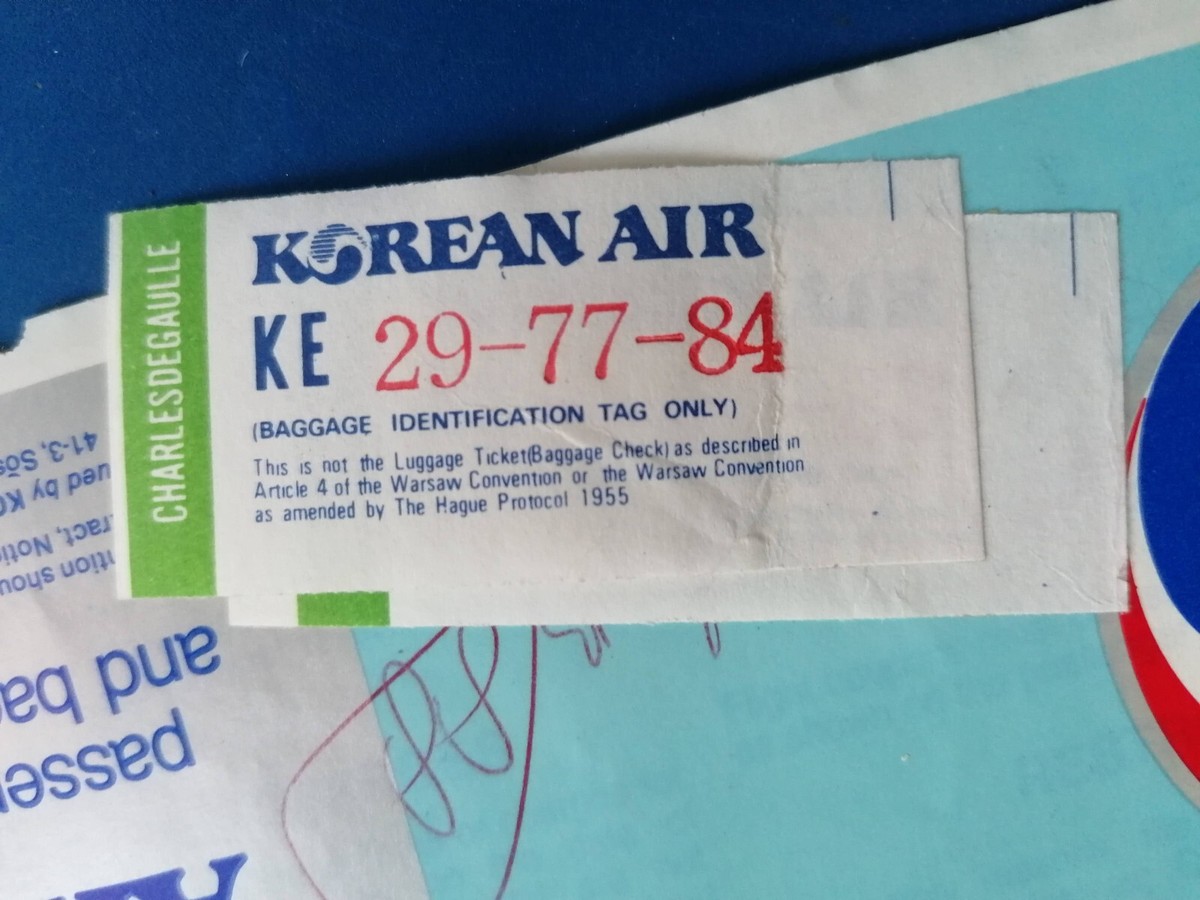 CHARLESDEGAULLE
KOREAN AIR
KE 29-77-84
(BAGGAGE IDENTIFICATION TAG ONLY)
This is not the Luggage Ticket(Baggage Check) as described in
Article 4 of the Warsaw Convention or the Warsaw Convention
as amended by The Hague Protocol 1955
and